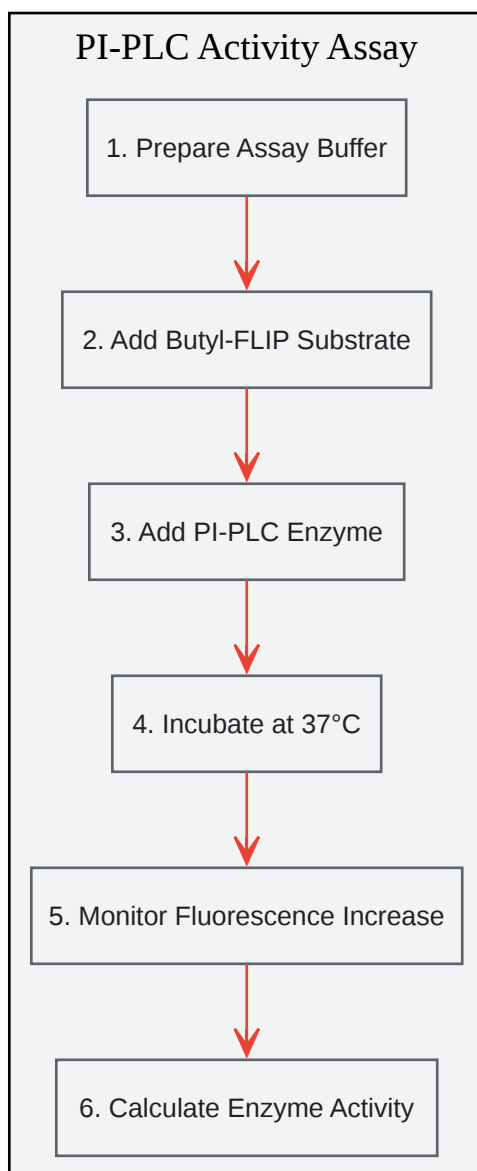 PI-PLC Activity Assay
1. Prepare Assay Buffer
2. Add Butyl-FLIP Substrate
3. Add PI-PLC Enzyme
4. Incubate at 37°C
5. Monitor Fluorescence Increase
6. Calculate Enzyme Activity